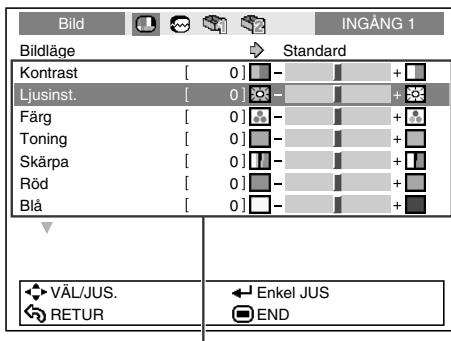 Bild INGÅNG 1
Bildläge Standard
Kontrast [ 0 ] - +
Ljusinst. [ 0 ] - +
Färg [ 0 ] - +
Toning [ 0 ] - +
Skärpa [ 0 ] - +
Röd [ 0 ] - +
Blå [ 0 ] - +
VÄL/JUS. Enkel JUS
RETUR END